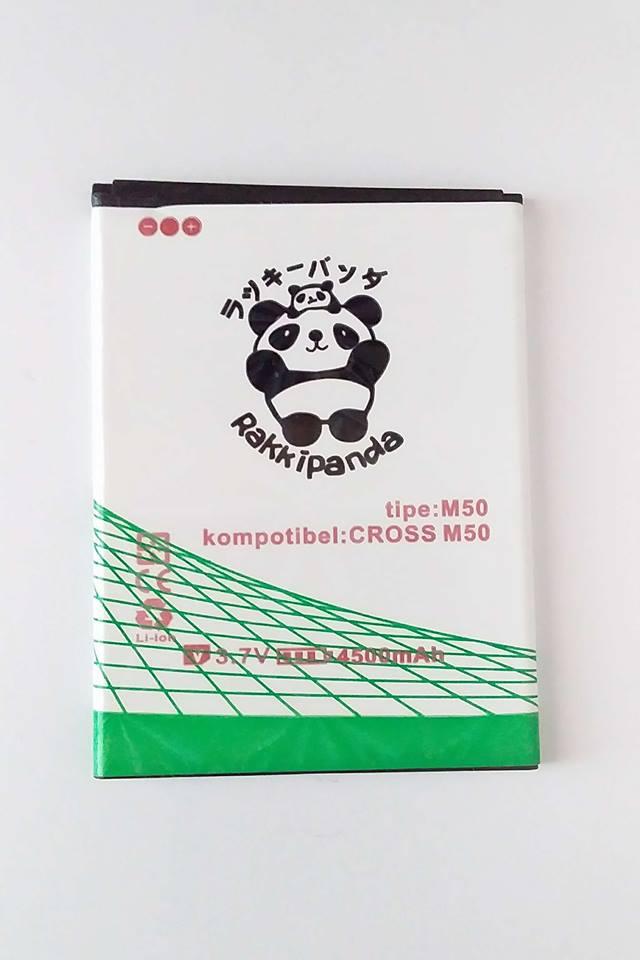 ラッキーパンダ
Rakkipanda
tipe:M50
kompotibel:CROSS M50
Li-ion
V 3.7V 4500mAh